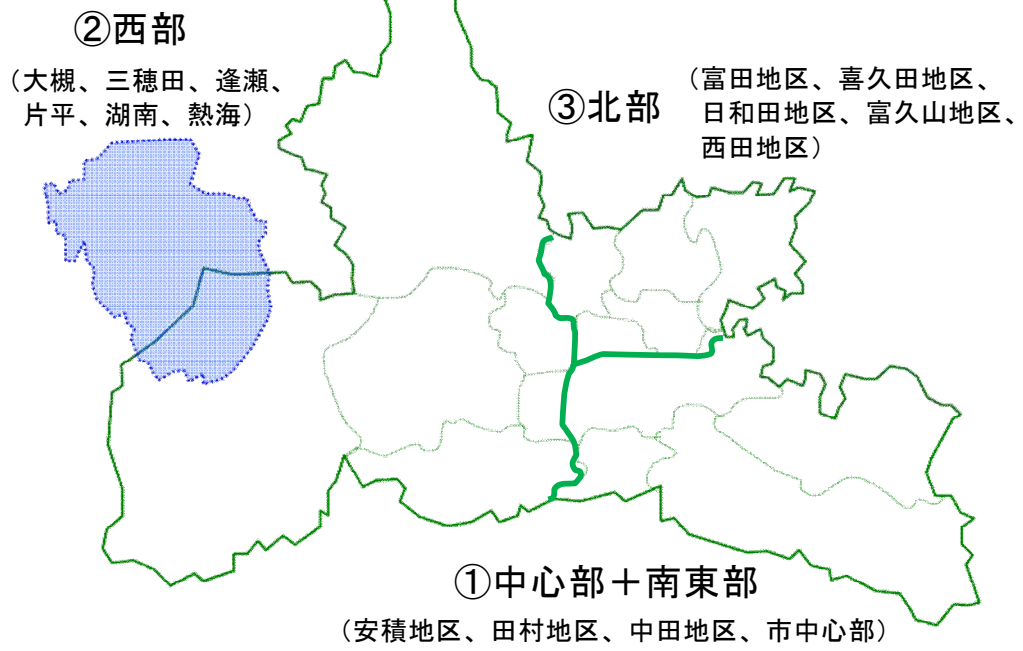 ②西部
（大槻、三穂田、逢瀬、
片平、湖南、熱海）
③北部
（富田地区、喜久田地区、
日和田地区、富久山地区、
西田地区）
①中心部＋南東部
（安積地区、田村地区、中田地区、市中心部）